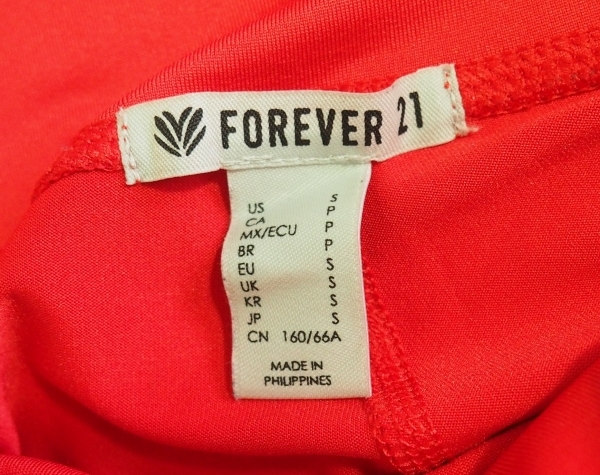 FOREVER 21
US S
CA P
MX/ECU P
BR P
EU S
UK S
KR S
JP S
CN 160/66A
MADE IN
PHILIPPINES